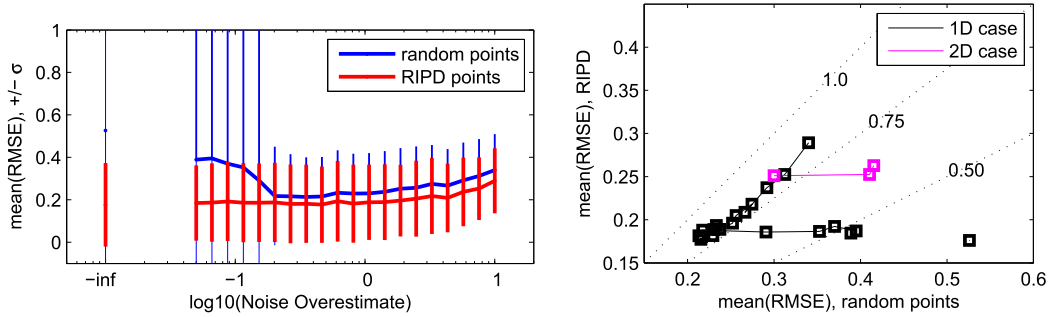 mean(RMSE), +/− σ
1
0.8
0.6
0.4
0.2
0
random points
RIPD points
−inf
−1
0
1
log10(Noise Overestimate)
mean(RMSE), RIPD
0.4
0.35
0.3
0.25
0.2
0.15
1D case
2D case
1.0
0.75
0.50
0.2
0.3
0.4
0.5
0.6
mean(RMSE), random points